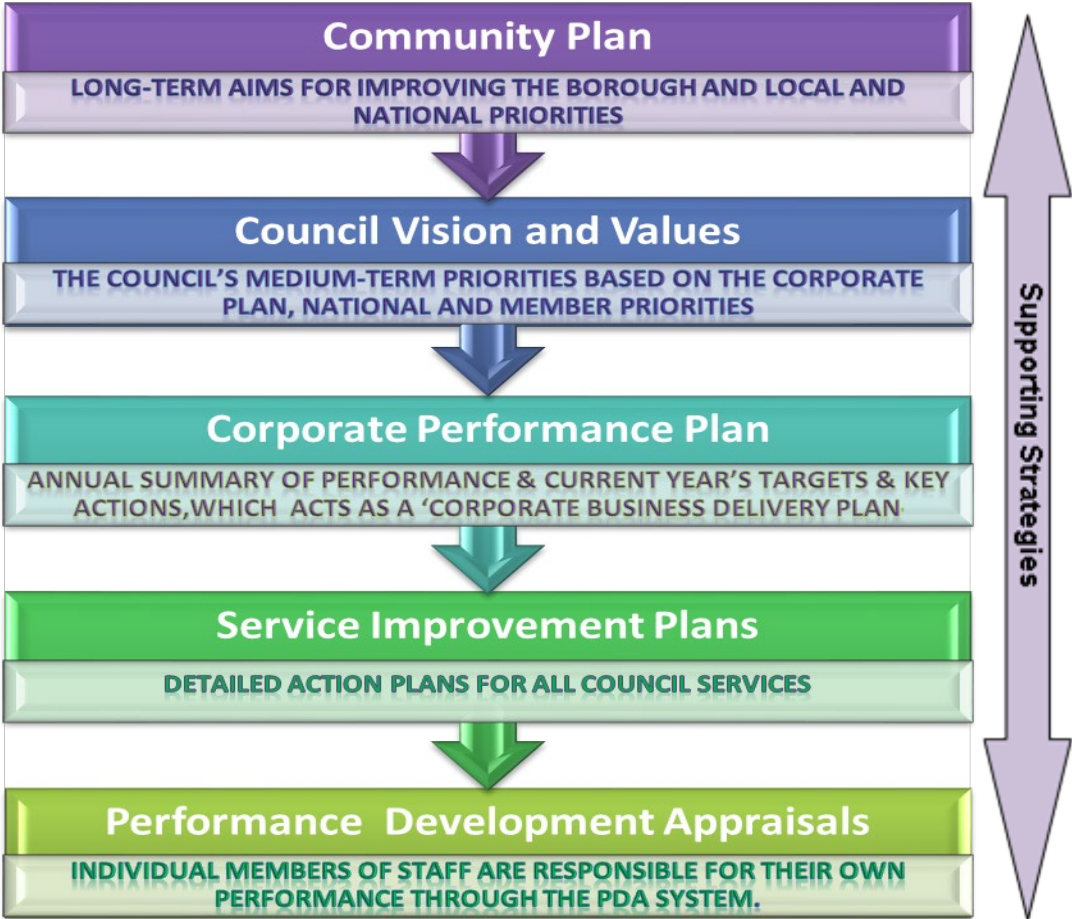 Community Plan
LONG-TERM AIMS FOR IMPROVING THE BOROUGH AND LOCAL AND
NATIONAL PRIORITIES
Council Vision and Values
THE COUNCIL’S MEDIUM-TERM PRIORITIES BASED ON THE CORPORATE
PLAN, NATIONAL AND MEMBER PRIORITIES
Corporate Performance Plan
ANNUAL SUMMARY OF PERFORMANCE & CURRENT YEAR’S TARGETS & KEY
ACTIONS,WHICH ACTS AS A ‘CORPORATE BUSINESS DELIVERY PLAN
Service Improvement Plans
DETAILED ACTION PLANS FOR ALL COUNCIL SERVICES
Performance Development Appraisals
INDIVIDUAL MEMBERS OF STAFF ARE RESPONSIBLE FOR THEIR OWN
PERFORMANCE THROUGH THE PDA SYSTEM.
Supporting Strategies